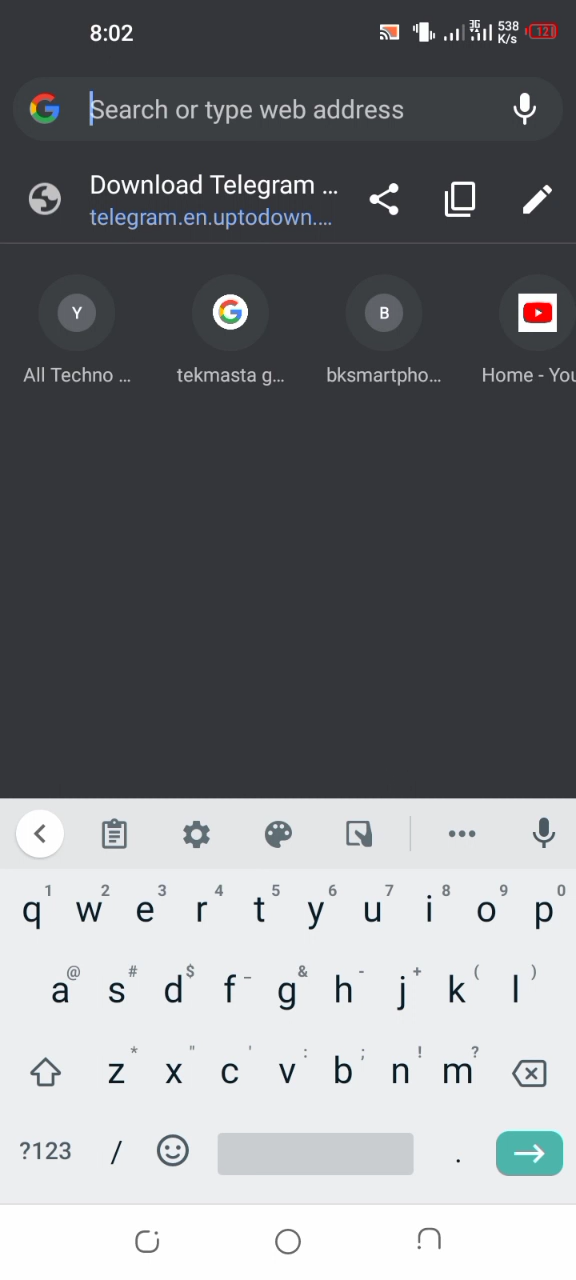 8:02
3G
538
K/s
12
Search or type web address
Download Telegram ...
telegram.en.uptodown....
Y
B
All Techno ...
tekmasta g...
bksmartpho...
Home - You
1 2 3 4 5 6 7 8 9 0
q w e r t y u i o p
@ # $ _ & - + ( )
a s d f g h j k l
* " ' : ; ! ?
z x c v b n m
?123 / .